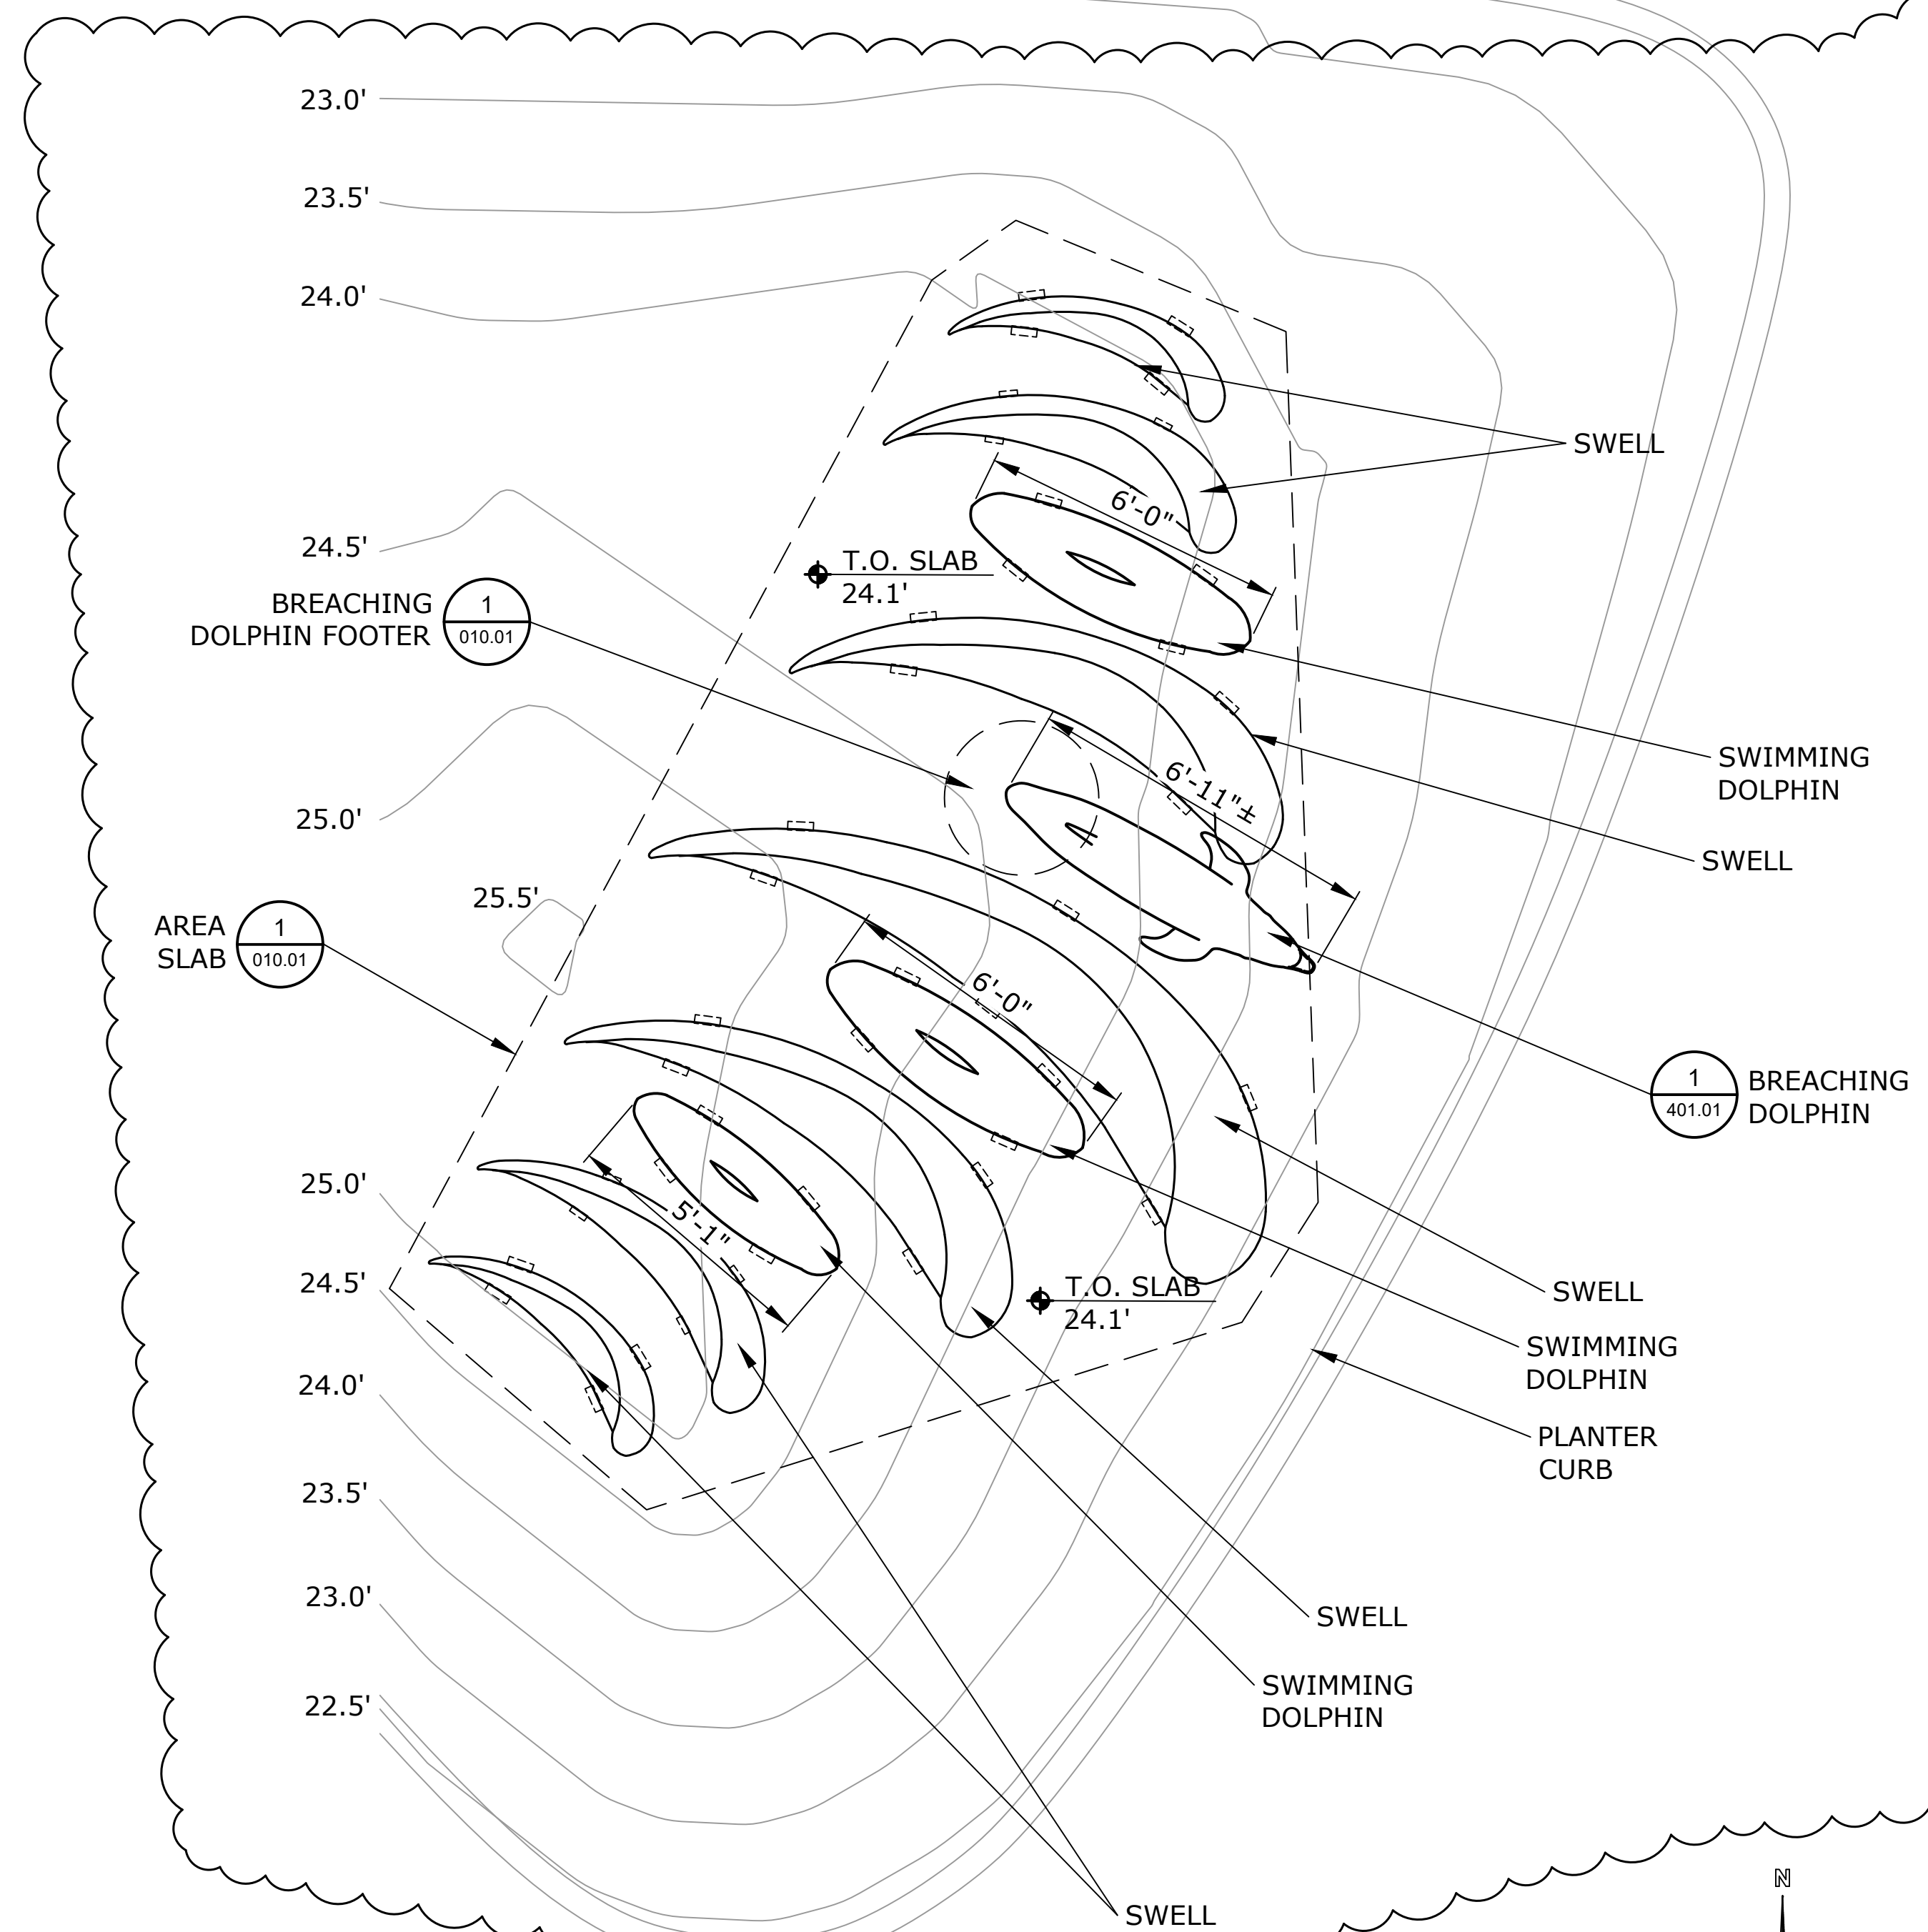 23.0'
23.5'
24.0'
SWELL
6'-0"
24.5'
T.O. SLAB
24.1'
BREACHING
DOLPHIN FOOTER
1
010.01
SWIMMING
DOLPHIN
6'-11"±
25.0'
SWELL
25.5'
AREA
SLAB
1
010.01
6'-0"
1
401.01
BREACHING
DOLPHIN
25.0'
5'-1"
24.5'
T.O. SLAB
24.1'
SWELL
SWIMMING
DOLPHIN
24.0'
PLANTER
CURB
23.5'
23.0'
SWELL
SWIMMING
DOLPHIN
22.5'
N
SWELL